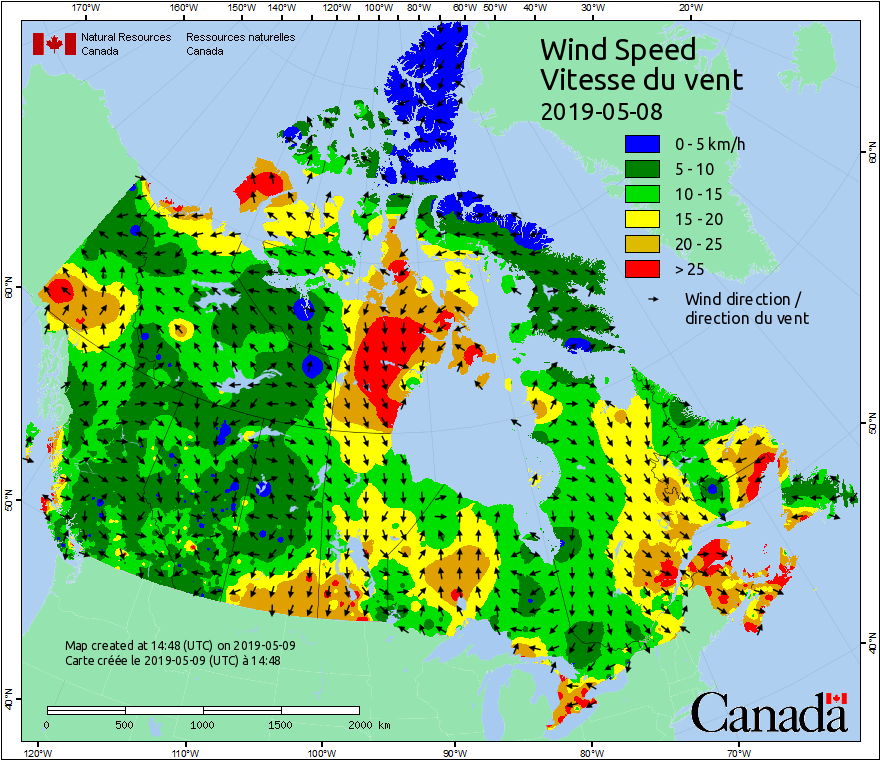 170°W 160°W 150°W 140°W 120°W 100°W 80°W 60°W 50°W 40°W 30°W 20°W
Natural Resources Ressources naturelles
Canada Canada
Wind Speed
Vitesse du vent
2019-05-08
0 - 5 km/h
5 - 10
10 - 15
15 - 20
20 - 25
> 25
Wind direction /
direction du vent
60°N
60°N
50°N
50°N
40°N
40°N
Map created at 14:48 (UTC) on 2019-05-09
Carte créée le 2019-05-09 (UTC) à 14:48
0 500 1000 1500 2000 km
Canada
120°W 110°W 100°W 90°W 80°W 70°W